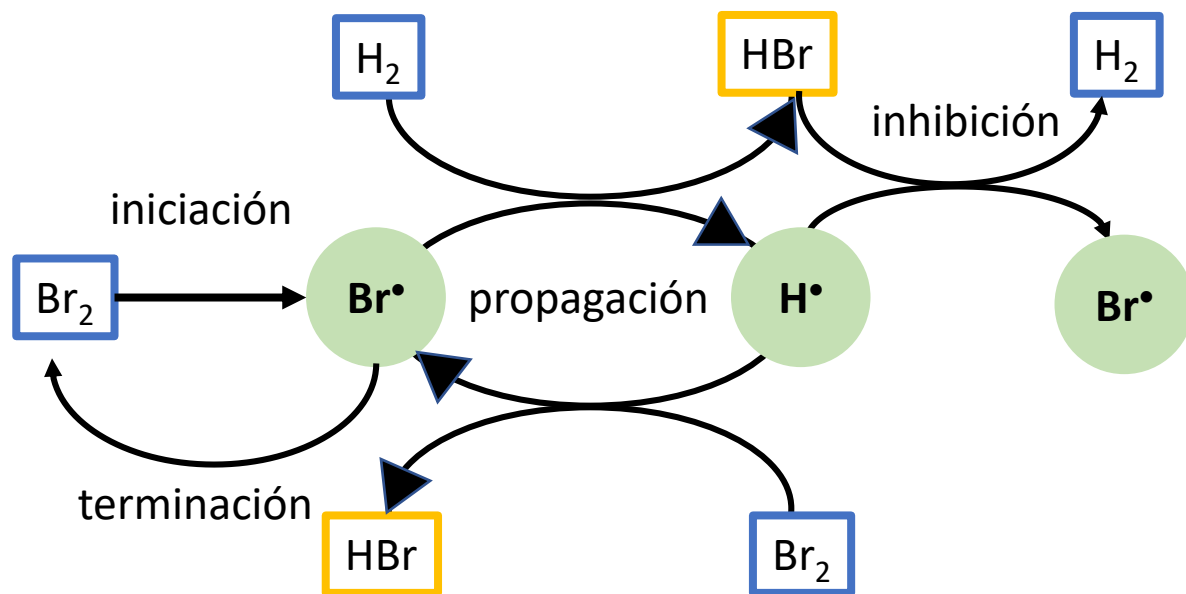 H₂
HBr
H₂
inhibición
iniciación
Br₂
Br•
propagación
H•
Br•
terminación
HBr
Br₂